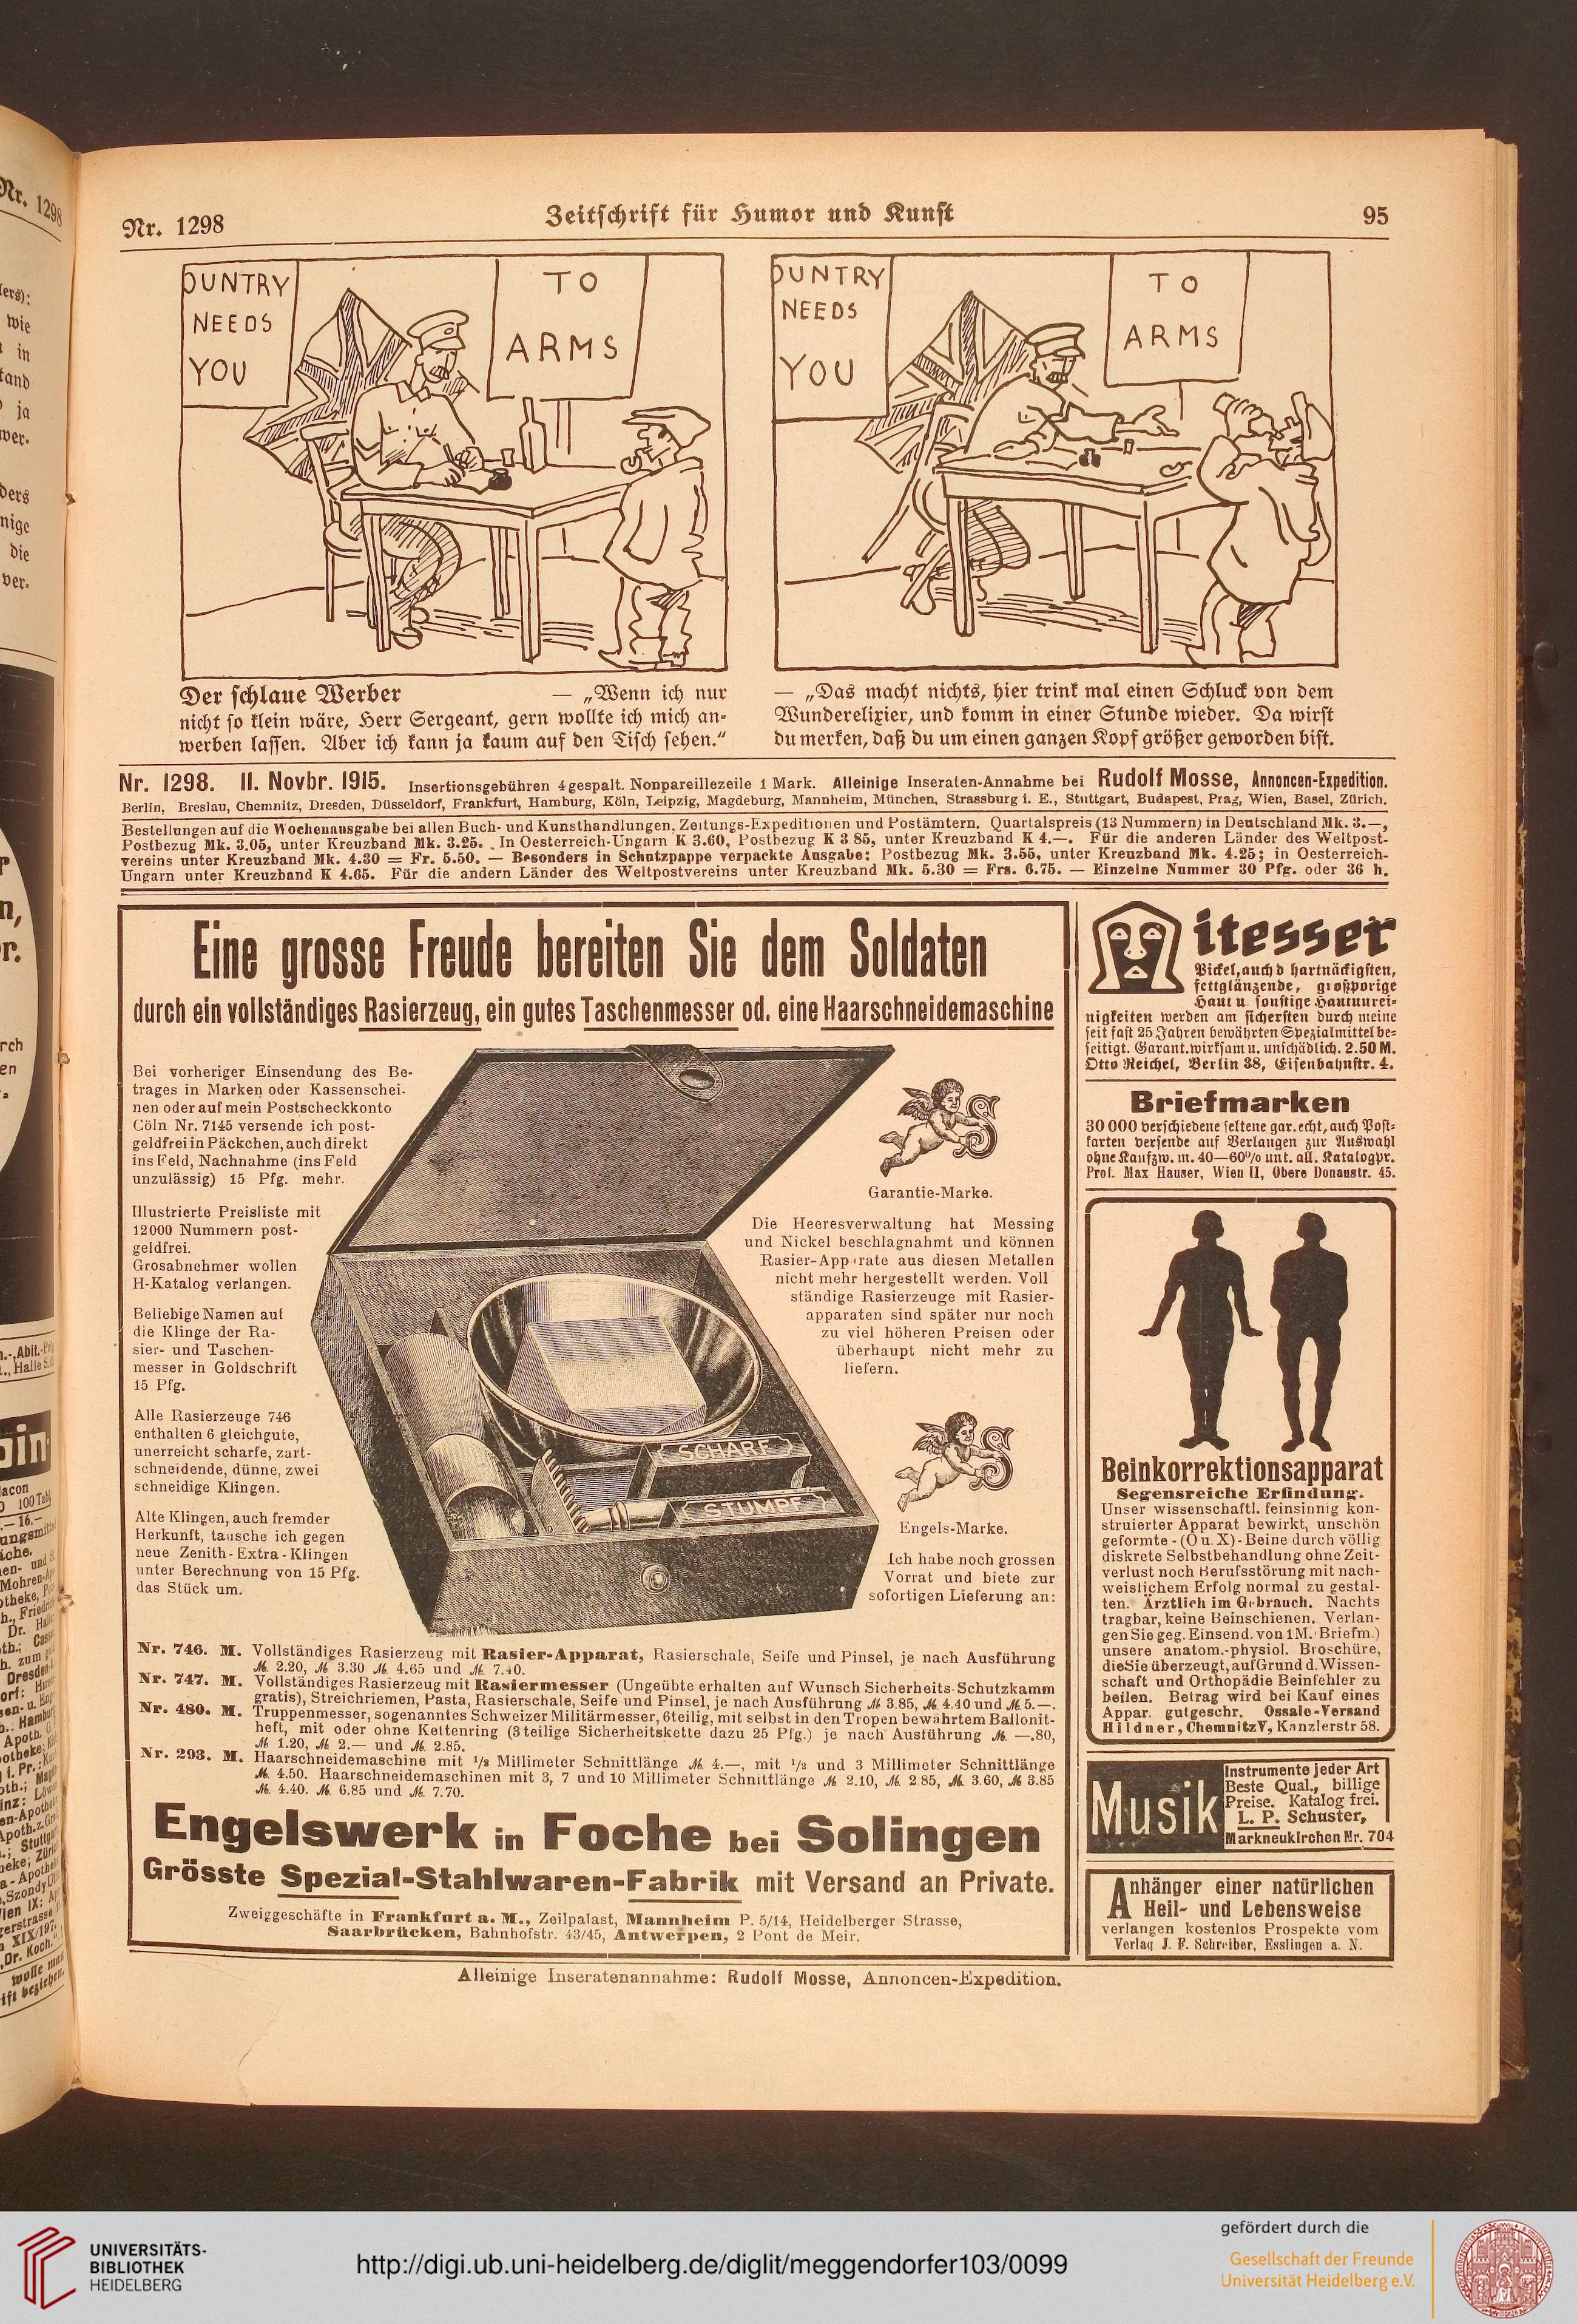 Nr. 1298
Zeitschrift für Humor und Kunst
95
OUNTRY
NEEDS
YOU
TO
ARMS
OUNTRY
NEEDS
YOU
TO
ARMS
Der schlaue Werber — „Wenn ich nur
nicht so klein wäre, Herr Sergeant, gern wollte ich mich an-
werben lassen. Aber ich kann ja kaum auf den Tisch sehen.“
— „Das macht nichts, hier trink mal einen Schluck von dem
Wunderelixier, und komm in einer Stunde wieder. Da wirst
du merken, daß du um einen ganzen Kopf größer geworden bist.
Nr. 1298. 11. Novbr. 1915. Insertionsgebühren 4gespalt. Nonpareillezeile 1 Mark. Alleinige Inseraten-Annahme bei Rudolf Mosse, Annoncen-Expedition.
Berlin, Breslau, Chemnitz, Dresden, Düsseldorf, Frankfurt, Hamburg, Köln, Leipzig, Magdeburg, Mannheim, München, Strassburg i. E., Stuttgart, Budapest, Prag, Wien, Basel, Zürich.
Bestellungen auf die Wochenausgabe bei allen Buch- und Kunsthandlungen, Zeitungs-Expeditionen und Postämtern. Quartalspreis (13 Nummern) in Deutschland Mk. 3.—,
Postbezug Mk. 3.05, unter Kreuzband Mk. 3.25. In Oesterreich-Ungarn K 3.60, Postbezug K 3 85, unter Kreuzband K 4.—. Für die anderen Länder des Weltpost-
vereins unter Kreuzband Mk. 4.30 = Fr. 5.50. — Besonders in Schutzpappe verpackte Ausgabe: Postbezug Mk. 3.55, unter Kreuzband Mk. 4.25; in Oesterreich-
Ungarn unter Kreuzband K 4.65. Für die andern Länder des Weltpostvereins unter Kreuzband Mk. 5.30 = Frs. 6.75. — Einzelne Nummer 30 Pfg. oder 36 h.
Eine grosse Freude bereiten Sie dem Soldaten
durch ein vollständiges Rasierzeug, ein gutes Taschenmesser od. eine Haarschneidemaschine
Bei vorheriger Einsendung des Be-
trages in Marken oder Kassenschei-
nen oder auf mein Postscheckkonto
Cöln Nr. 7145 versende ich post-
geldfrei in Päckchen, auch direkt
ins Feld, Nachnahme (ins Feld
unzulässig) 15 Pfg. mehr.
Illustrierte Preisliste mit
12000 Nummern post-
geldfrei.
Grosabnehmer wollen
H-Katalog verlangen.
Beliebige Namen auf
die Klinge der Ra-
sier- und Taschen-
messer in Goldschrift
15 Pfg.
Alle Rasierzeuge 746
enthalten 6 gleichgute,
unerreicht scharfe, zart-
schneidende, dünne, zwei
schneidige Klingen.
Alte Klingen, auch fremder
Herkunft, tausche ich gegen
neue Zenith-Extra-Klingen
unter Berechnung von 15 Pfg.
das Stück um.
SCHARF
STUMPF
Garantie-Marke.
Die Heeresverwaltung hat Messing
und Nickel beschlagnahmt und können
Rasier-Apparate aus diesen Metallen
nicht mehr hergestellt werden. Voll
ständige Rasierzeuge mit Rasier-
apparaten sind später nur noch
zu viel höheren Preisen oder
überhaupt nicht mehr zu
liefern.
Engels-Marke.
Ich habe noch grossen
Vorrat und biete zur
sofortigen Lieferung an:
Nr. 746. M. Vollständiges Rasierzeug mit Rasier-Apparat, Rasierschale, Seife und Pinsel, je nach Ausführung
ℳ 2.20, ℳ 3.30 ℳ 4.65 und ℳ 7.40.
Nr. 747. M. Vollständiges Rasierzeug mit Rasiermesser (Ungeübte erhalten auf Wunsch Sicherheits-Schutzkamm
gratis), Streichriemen, Pasta, Rasierschale, Seife und Pinsel, je nach Ausführung ℳ 3.85, ℳ 4.40 und ℳ 5.—.
Nr. 480. M. Truppenmesser, sogenanntes Schweizer Militärmesser, 6teilig, mit selbst in den Tropen bewährtem Ballonit-
heft, mit oder ohne Kettenring (3teilige Sicherheitskette dazu 25 Pfg.) je nach Ausführung ℳ —.80,
ℳ 1.20, ℳ 2.— und ℳ 2.85.
Nr. 293. M. Haarschneidemaschine mit ½ Millimeter Schnittlänge ℳ 4.—, mit ½ und 3 Millimeter Schnittlänge
ℳ 4.50. Haarschneidemaschinen mit 3, 7 und 10 Millimeter Schnittlänge ℳ 2.10, ℳ 2.85, ℳ 3.60, ℳ 3.85
ℳ 4.40. ℳ 6.85 und ℳ 7.70.
Engelswerk in Foche bei Solingen
Grösste Spezial-Stahlwaren-Fabrik mit Versand an Private.
Zweiggeschäfte in Frankfurt a. M., Zeilpalast, Mannheim P. 5/14, Heidelberger Strasse,
Saarbrücken, Bahnhofstr. 43/45, Antwerpen, 2 Pont de Meir.
Mitesser
Pickel, auch d hartnäckigsten,
fettglänzende, großporige
Haut u. sonstige Hautunrei-
nigkeiten werden am sichersten durch meine
seit fast 25 Jahren bewährten Spezialmittel be-
seitigt. Garant. wirksam u. unschädlich. 2.50 M.
Otto Reichel, Berlin 38, Eisenbahnstr. 4.
Briefmarken
30 000 verschiedene seltene gar. echt, auch Post-
karten versende auf Verlangen zur Auswahl
ohne Kaufzw. m. 40—60% unt. all. Katalogpr.
Prof. Max Hauser, Wien II, Obere Donaustr. 45.
Beinkorrektionsapparat
Segensreiche Erfindung.
Unser wissenschaftl. feinsinnig kon-
struierter Apparat bewirkt, unschön
geformte - (O u. X) - Beine durch völlig
diskrete Selbstbehandlung ohne Zeit-
verlust noch Berufsstörung mit nach-
weislichem Erfolg normal zu gestal-
ten. Ärztlich im Gebrauch. Nachts
tragbar, keine Beinschienen. Verlan-
gen Sie geg. Einsend. von 1 M. (Briefm.)
unsere anatom.-physiol. Broschüre,
die Sie überzeugt, auf Grund d. Wissen-
schaft und Orthopädie Beinfehler zu
heilen. Betrag wird bei Kauf eines
Appar. gutgeschr. Ossale-Versand
Hildner, Chemnitz V, Kanzlerstr 58.
Musik
Instrumente jeder Art
Beste Qual., billige
Preise. Katalog frei.
L. P. Schuster,
Markneukirchen Nr. 704
Anhänger einer natürlichen
Heil- und Lebensweise
verlangen kostenlos Prospekte vom
Verlag J. F. Schreiber, Esslingen a. N.
Alleinige Inseratenannahme: Rudolf Mosse, Annoncen-Expedition.
UNIVERSITÄTS-
BIBLIOTHEK
HEIDELBERG
http://digi.ub.uni-heidelberg.de/diglit/meggendorfer103/0099
gefördert durch die
Gesellschaft der Freunde
Universität Heidelberg e.V.